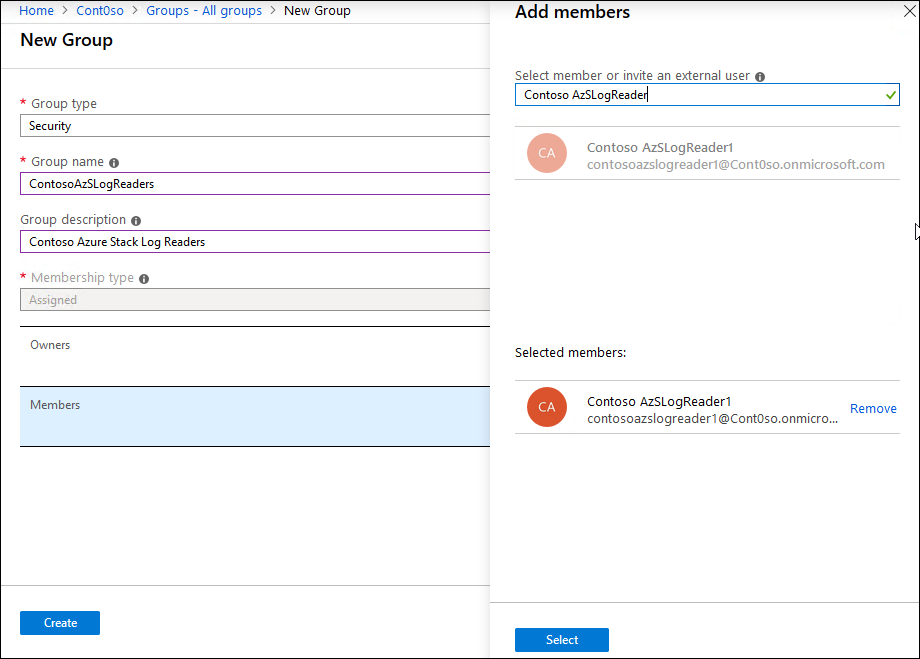 Home > Cont0so > Groups - All groups > New Group
New Group
* Group type
Security
* Group name
ContosoAzSLogReaders
Group description
Contoso Azure Stack Log Readers
* Membership type
Assigned
Owners
Members
Create
Add members
Select member or invite an external user
Contoso AzSLogReader
CA
Contoso AzSLogReader1
contosoazslogreader1@Cont0so.onmicrosoft.com
Selected members:
CA
Contoso AzSLogReader1
contosoazslogreader1@Cont0so.onmicro...
Remove
Select